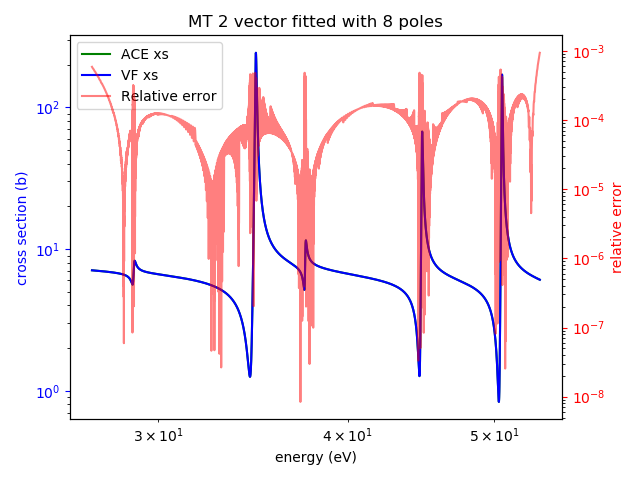 MT 2 vector fitted with 8 poles
ACE xs
VF xs
Relative error
cross section (b)
10²
10¹
10⁰
relative error
10⁻³
10⁻⁴
10⁻⁵
10⁻⁶
10⁻⁷
10⁻⁸
3 × 10¹
4 × 10¹
5 × 10¹
energy (eV)